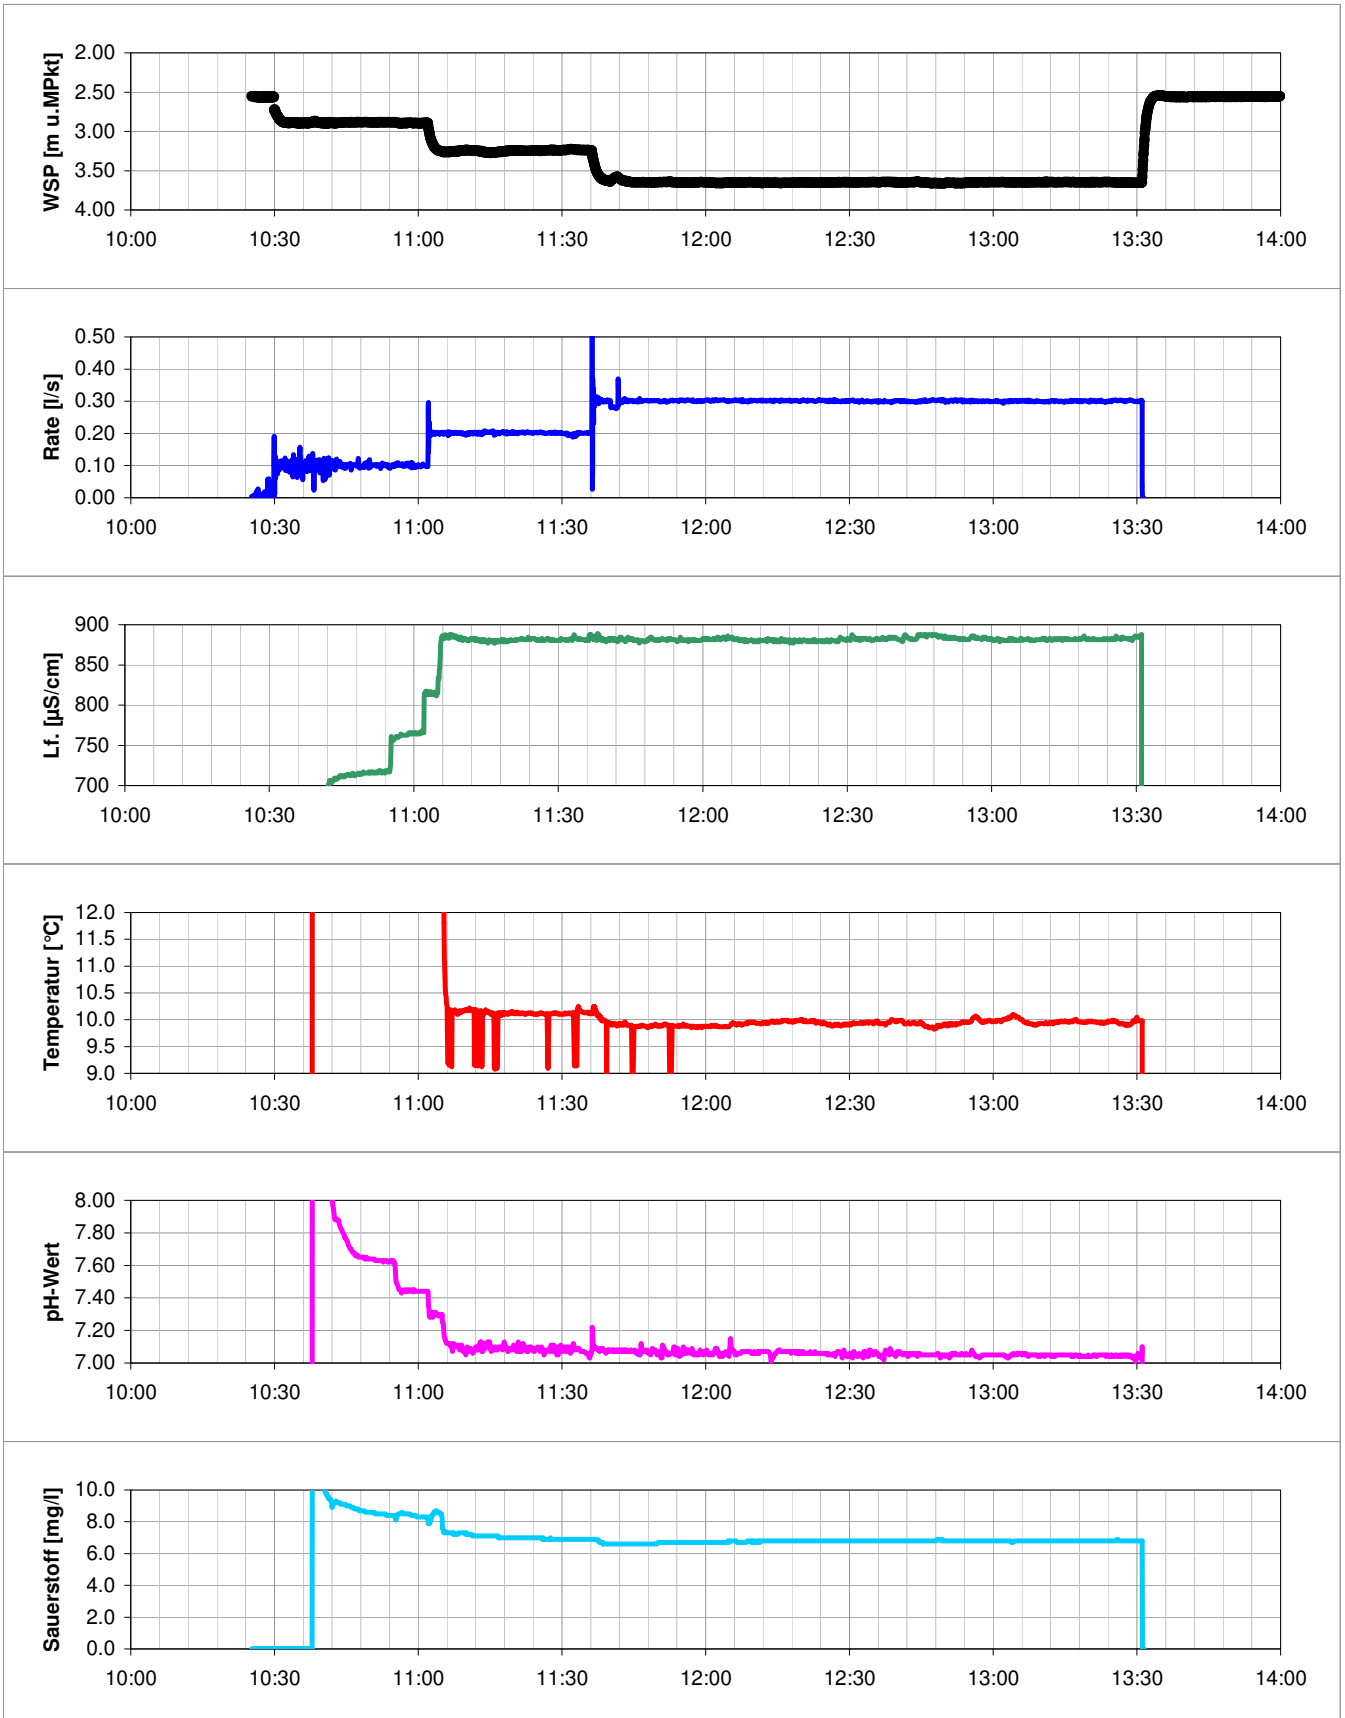 WSP [m u.MPkt]
2.00
2.50
3.00
3.50
4.00
10:00 10:30 11:00 11:30 12:00 12:30 13:00 13:30 14:00
Rate [l/s]
0.50
0.40
0.30
0.20
0.10
0.00
10:00 10:30 11:00 11:30 12:00 12:30 13:00 13:30 14:00
Lf. [µS/cm]
900
850
800
750
700
10:00 10:30 11:00 11:30 12:00 12:30 13:00 13:30 14:00
Temperatur [°C]
12.0
11.5
11.0
10.5
10.0
9.5
9.0
10:00 10:30 11:00 11:30 12:00 12:30 13:00 13:30 14:00
pH-Wert
8.00
7.80
7.60
7.40
7.20
7.00
10:00 10:30 11:00 11:30 12:00 12:30 13:00 13:30 14:00
Sauerstoff [mg/l]
10.0
8.0
6.0
4.0
2.0
0.0
10:00 10:30 11:00 11:30 12:00 12:30 13:00 13:30 14:00